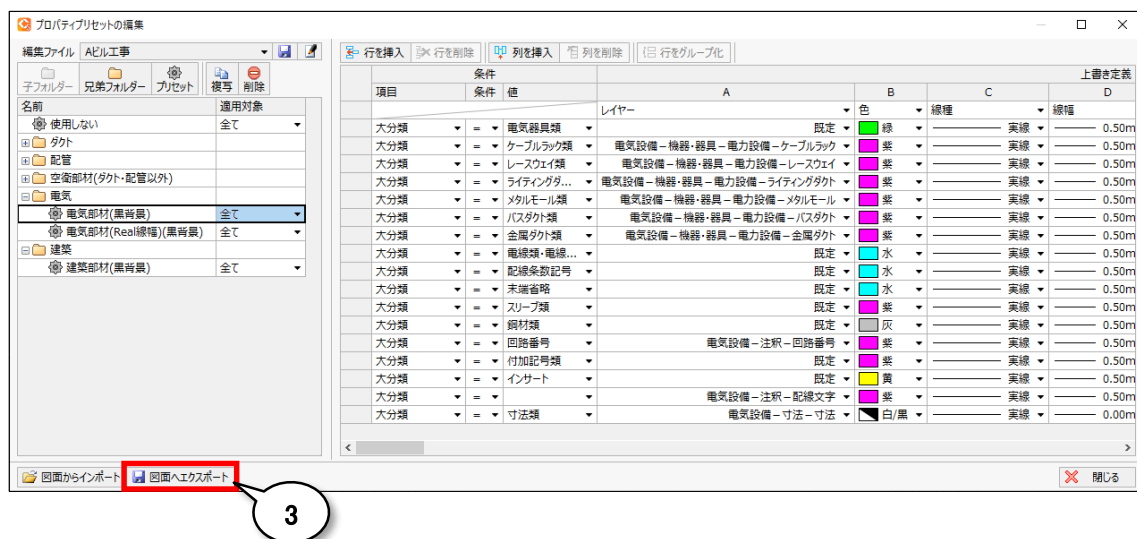 プロパティプリセットの編集
編集ファイル Aビル工事
子フォルダー 兄弟フォルダー プリセット 複写 削除
行を挿入 行を削除 列を挿入 列を削除 行をグループ化
名前 適用対象
使用しない 全て
ダクト
配管
空衛部材(ダクト・配管以外)
電気
電気部材(黒背景) 全て
電気部材(Real線幅)(黒背景) 全て
建築
建築部材(黒背景) 全て
条件 上書き定義
項目 条件 値 A B C D
レイヤー 色 線種 線幅
大分類 = 電気器具類 既定 緑 実線 0.50m
大分類 = ケーブルラック類 電気設備－機器・器具－電力設備－ケーブルラック 紫 実線 0.50m
大分類 = レースウェイ類 電気設備－機器・器具－電力設備－レースウェイ 紫 実線 0.50m
大分類 = ライティングダ... 電気設備－機器・器具－電力設備－ライティングダクト 紫 実線 0.50m
大分類 = メタルモール類 電気設備－機器・器具－電力設備－メタルモール 紫 実線 0.50m
大分類 = バスダクト類 電気設備－機器・器具－電力設備－バスダクト 紫 実線 0.50m
大分類 = 金属ダクト類 電気設備－機器・器具－電力設備－金属ダクト 紫 実線 0.50m
大分類 = 電線類・電線... 既定 水 実線 0.50m
大分類 = 配線条数記号 既定 水 実線 0.50m
大分類 = 末端省略 既定 水 実線 0.50m
大分類 = スリーブ類 既定 紫 実線 0.50m
大分類 = 鋼材類 既定 灰 実線 0.50m
大分類 = 回路番号 電気設備－注釈－回路番号 紫 実線 0.50m
大分類 = 付加記号類 既定 紫 実線 0.50m
大分類 = インサート 既定 黄 実線 0.50m
大分類 = 電気設備－注釈－配線文字 紫 実線 0.50m
大分類 = 寸法類 電気設備－寸法－寸法 白/黒 実線 0.00m
図面からインポート 図面へエクスポート 閉じる
3